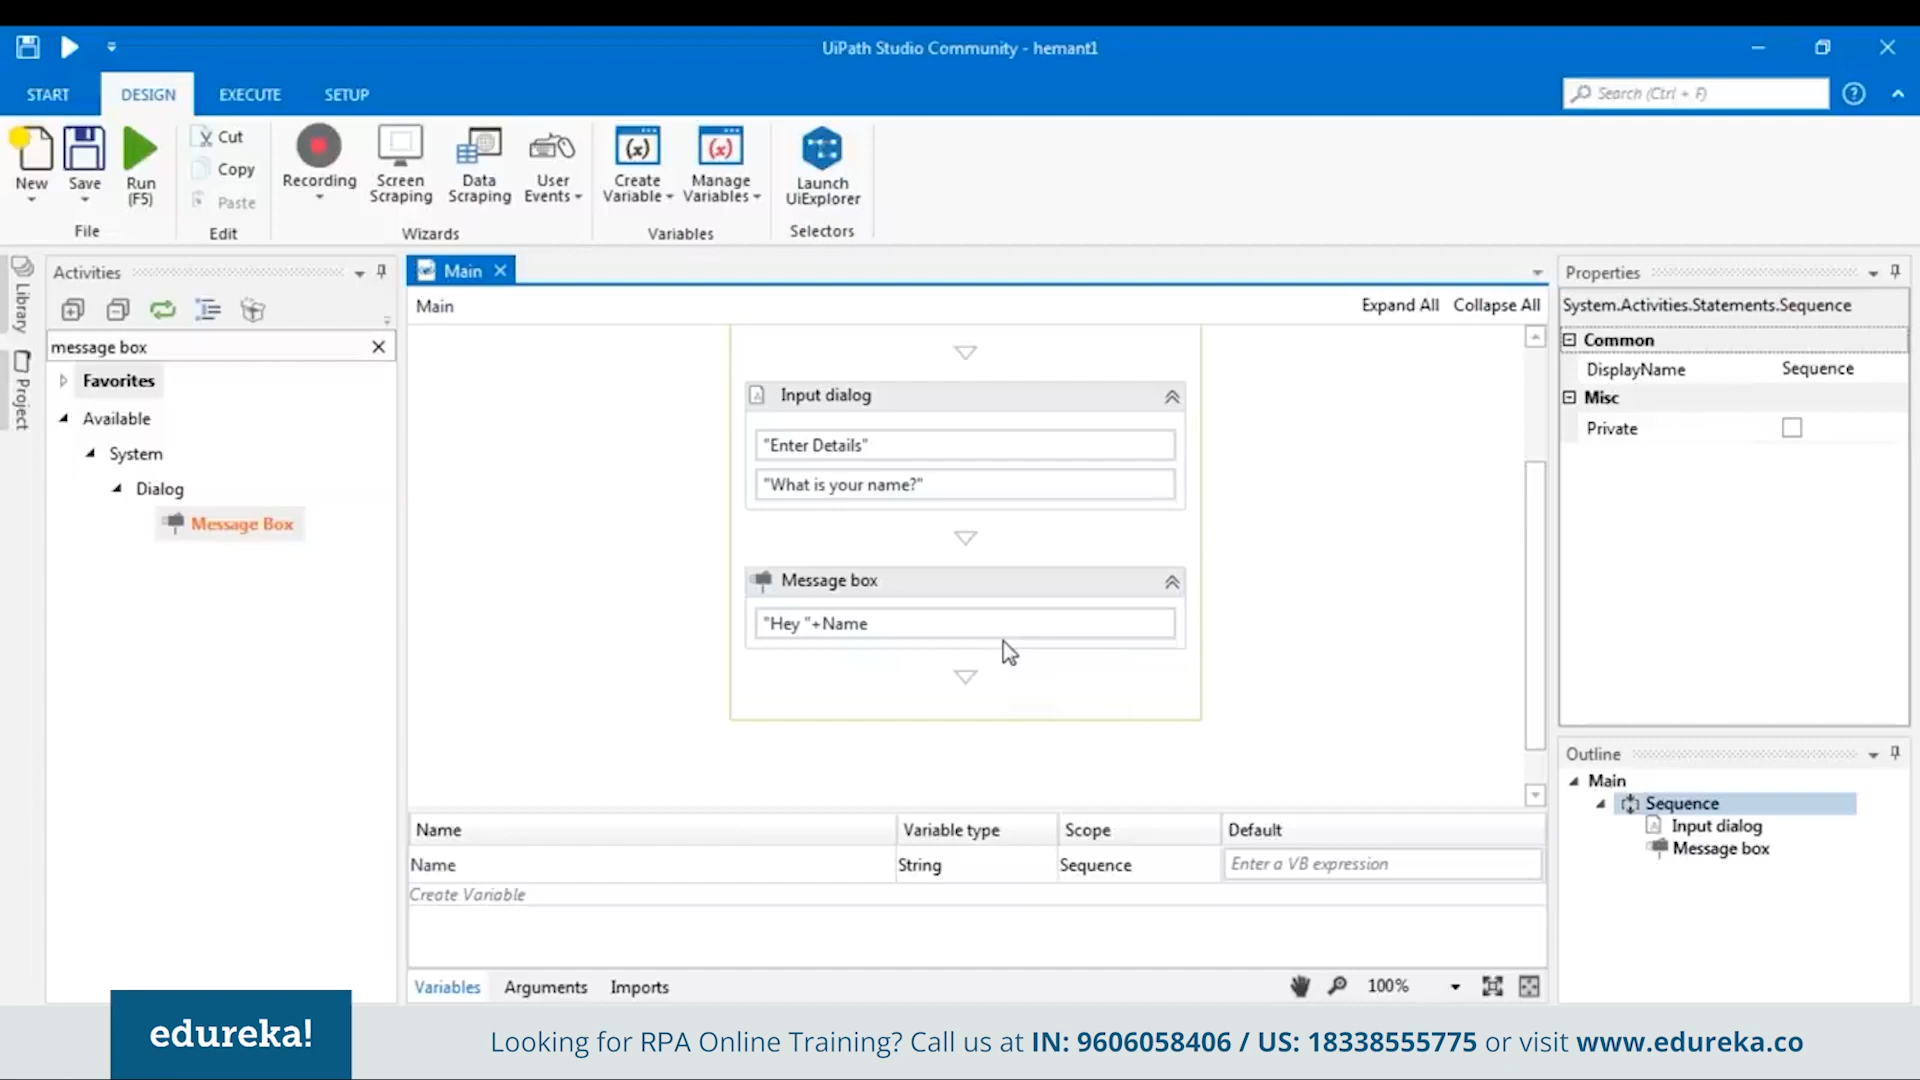 UiPath Studio Community - hemant1
START DESIGN EXECUTE SETUP
Search (Ctrl + F)
New Save Run (F5)
File
Cut
Copy
Paste
Edit
Recording Screen Scraping Data Scraping User Events
Wizards
Create Variable Manage Variables
Variables
Launch UiExplorer
Selectors
Library
Project
Activities
message box
Favorites
Available
System
Dialog
Message Box
Main
Main
Expand All Collapse All
Input dialog
"Enter Details"
"What is your name?"
Message box
"Hey "+Name
Name Variable type Scope Default
Name String Sequence Enter a VB expression
Create Variable
Variables Arguments Imports
100%
Properties
System.Activities.Statements.Sequence
Common
DisplayName Sequence
Misc
Private
Outline
Main
Sequence
Input dialog
Message box
edureka!
Looking for RPA Online Training? Call us at IN: 9606058406 / US: 18338555775 or visit www.edureka.co